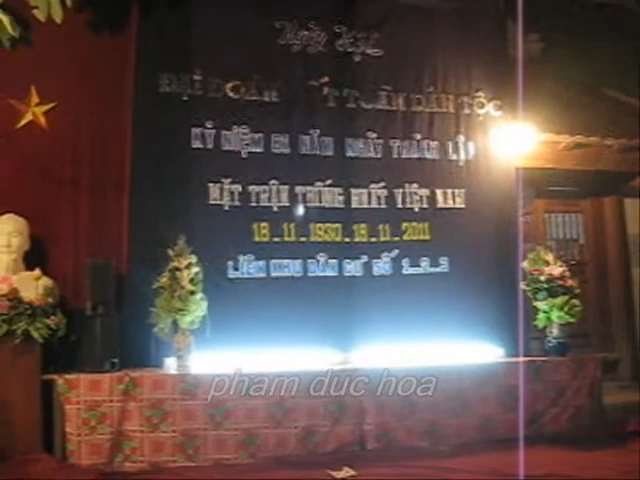 Ngày Hội
ĐẠI ĐOÀN KẾT TOÀN DÂN TỘC
KỶ NIỆM 81 NĂM NGÀY THÀNH LẬP
MẶT TRẬN THỐNG NHẤT VIỆT NAM
18.11.1930.18.11.2011
LIÊN KHU DÂN CƯ SỐ 1...2...3
pham duc hoa